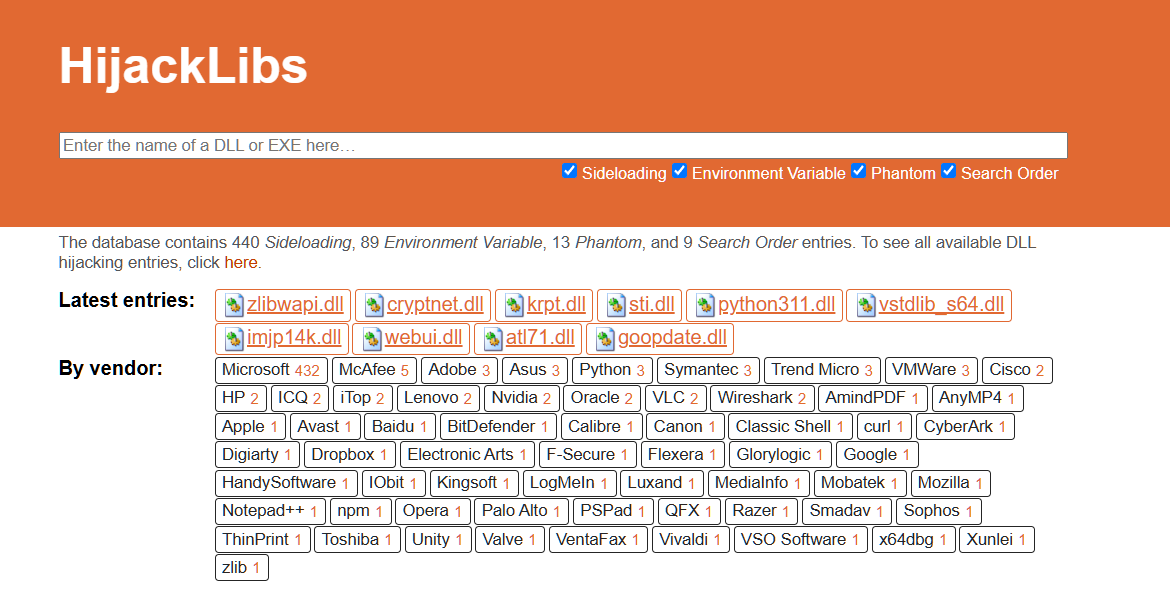 HijackLibs
Enter the name of a DLL or EXE here…
Sideloading Environment Variable Phantom Search Order
The database contains 440 Sideloading, 89 Environment Variable, 13 Phantom, and 9 Search Order entries. To see all available DLL
hijacking entries, click here.
Latest entries: zlibwapi.dll cryptnet.dll krpt.dll sti.dll python311.dll vstdlib_s64.dll
imjp14k.dll webui.dll atl71.dll goopdate.dll
By vendor: Microsoft 432 McAfee 5 Adobe 3 Asus 3 Python 3 Symantec 3 Trend Micro 3 VMWare 3 Cisco 2
HP 2 ICQ 2 iTop 2 Lenovo 2 Nvidia 2 Oracle 2 VLC 2 Wireshark 2 AmindPDF 1 AnyMP4 1
Apple 1 Avast 1 Baidu 1 BitDefender 1 Calibre 1 Canon 1 Classic Shell 1 curl 1 CyberArk 1
Digiarty 1 Dropbox 1 Electronic Arts 1 F-Secure 1 Flexera 1 Glorylogic 1 Google 1
HandySoftware 1 IObit 1 Kingsoft 1 LogMeIn 1 Luxand 1 MediaInfo 1 Mobatek 1 Mozilla 1
Notepad++ 1 npm 1 Opera 1 Palo Alto 1 PSPad 1 QFX 1 Razer 1 Smadav 1 Sophos 1
ThinPrint 1 Toshiba 1 Unity 1 Valve 1 VentaFax 1 Vivaldi 1 VSO Software 1 x64dbg 1 Xunlei 1
zlib 1